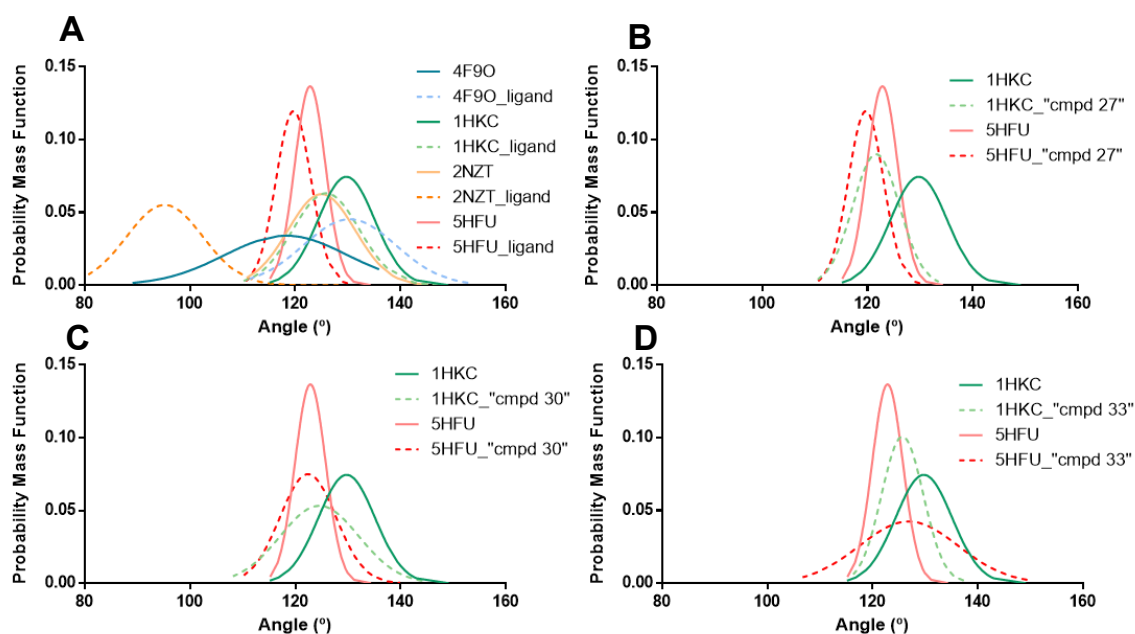 A
Probability Mass Function
0.15
0.10
0.05
0.00
80 100 120 140 160
Angle (º)
4F9O
4F9O_ligand
1HKC
1HKC_ligand
2NZT
2NZT_ligand
5HFU
5HFU_ligand
B
Probability Mass Function
0.15
0.10
0.05
0.00
80 100 120 140 160
Angle (º)
1HKC
1HKC_"cmpd 27"
5HFU
5HFU_"cmpd 27"
C
Probability Mass Function
0.15
0.10
0.05
0.00
80 100 120 140 160
Angle (º)
1HKC
1HKC_"cmpd 30"
5HFU
5HFU_"cmpd 30"
D
Probability Mass Function
0.15
0.10
0.05
0.00
80 100 120 140 160
Angle (º)
1HKC
1HKC_"cmpd 33"
5HFU
5HFU_"cmpd 33"